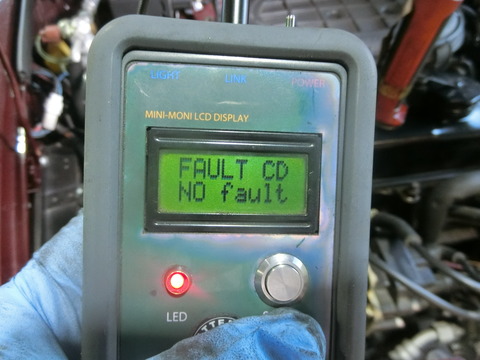 LIGHT LINK POWER
MINI-MONI LCD DISPLAY
FAULT CD
NO fault
LED